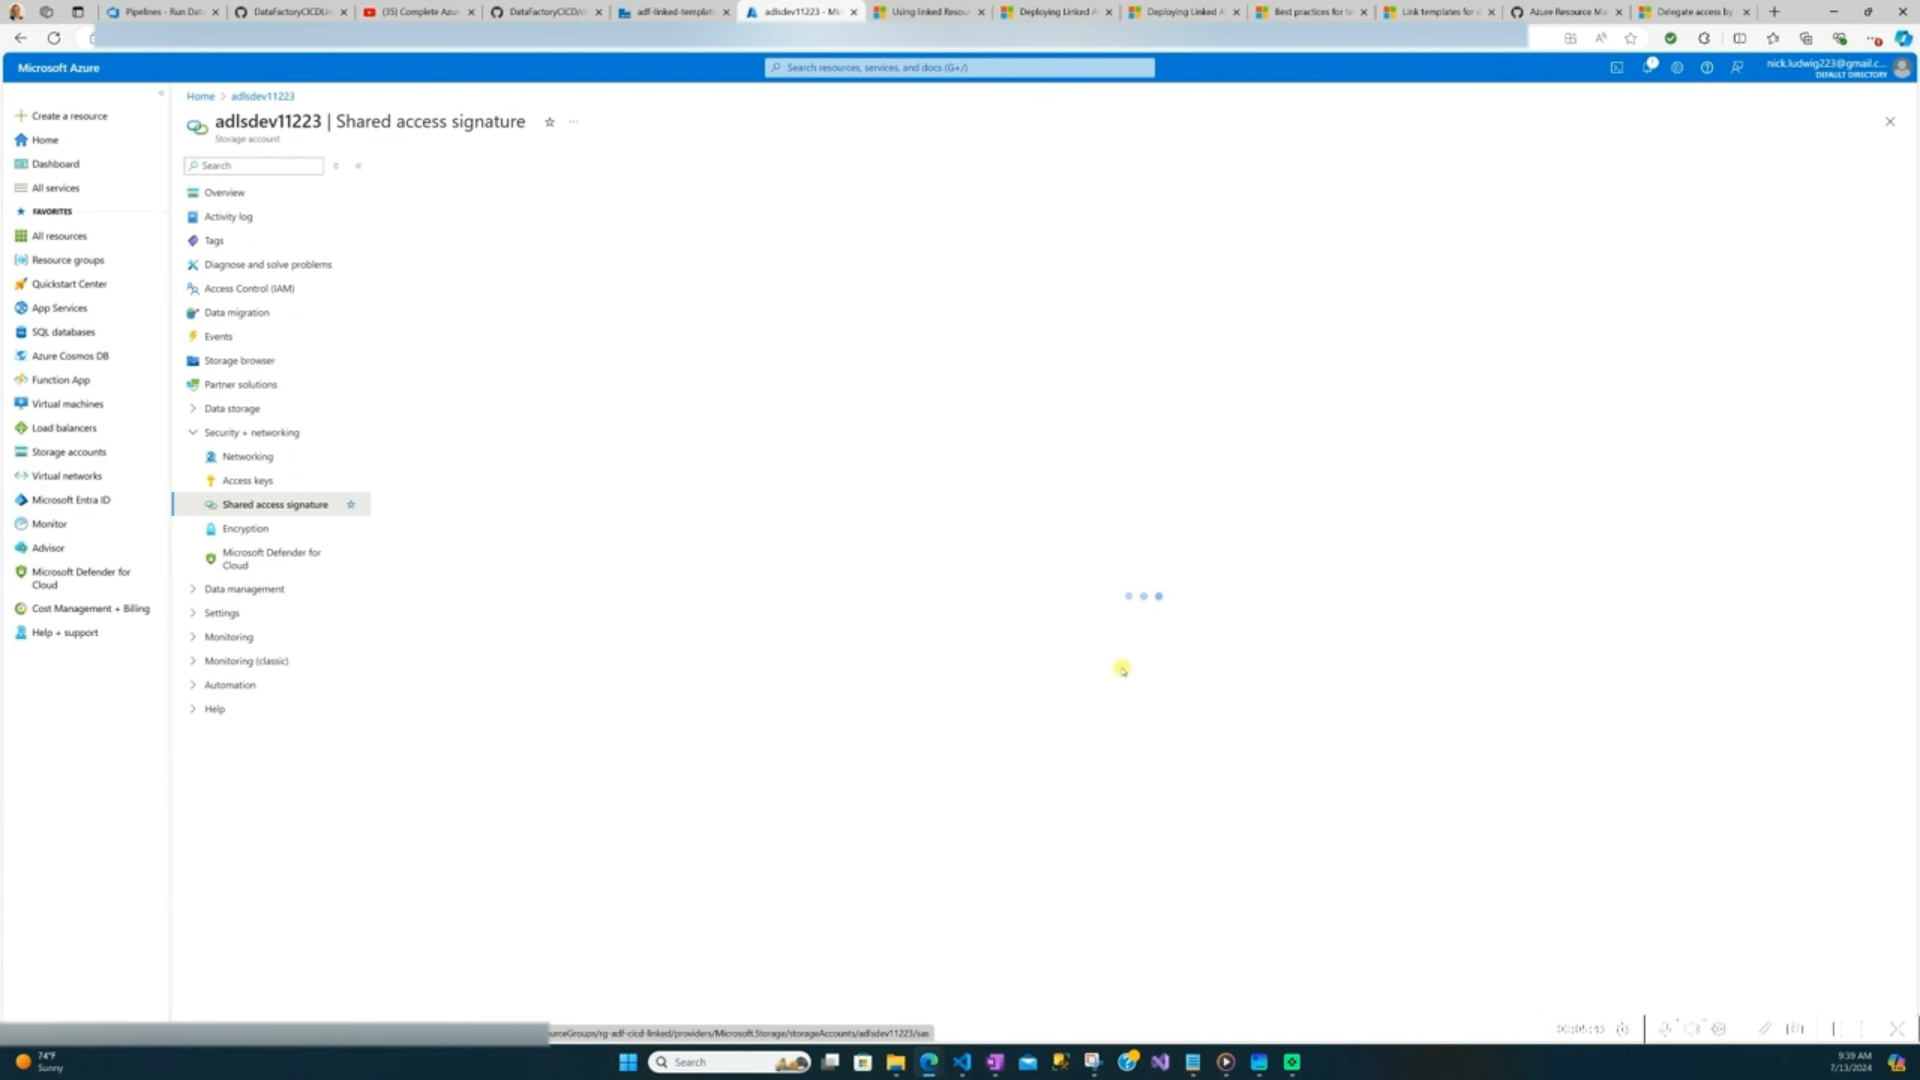 Pipelines - Run Dat
DataFactoryCICDLi
(35) Complete Azur
DataFactoryCICD/c
adf-linked-templat
adlsdev11223 - Mic
Using linked Resou
Deploying Linked A
Deploying Linked A
Best practices for te
Link templates for d
Azure Resource Ma
Delegate access by
Microsoft Azure
Search resources, services, and docs (G+/)
1
nick.ludwig223@gmail.c...
DEFAULT DIRECTORY
Create a resource
Home
Dashboard
All services
FAVORITES
All resources
Resource groups
Quickstart Center
App Services
SQL databases
Azure Cosmos DB
Function App
Virtual machines
Load balancers
Storage accounts
Virtual networks
Microsoft Entra ID
Monitor
Advisor
Microsoft Defender for
Cloud
Cost Management + Billing
Help + support
Home > adlsdev11223
adlsdev11223 | Shared access signature
Storage account
Search
Overview
Activity log
Tags
Diagnose and solve problems
Access Control (IAM)
Data migration
Events
Storage browser
Partner solutions
Data storage
Security + networking
Networking
Access keys
Shared access signature
Encryption
Microsoft Defender for
Cloud
Data management
Settings
Monitoring
Monitoring (classic)
Automation
Help
ourceGroups/rg-adf-cicd-linked/providers/Microsoft.Storage/storageAccounts/adlsdev11223/sas
74°F
Sunny
Search
9:39 AM
7/13/2024